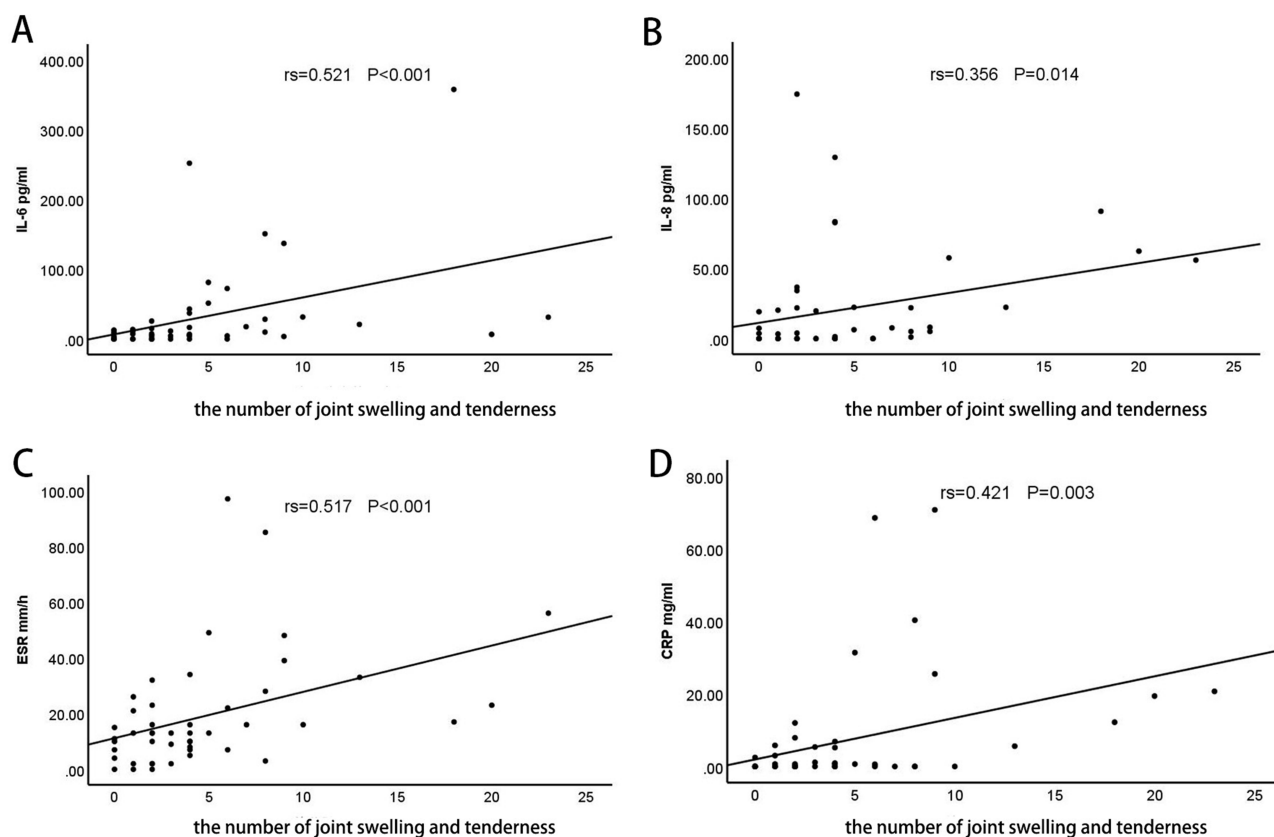 A
400.00
300.00
200.00
100.00
.00
IL-6 pg/ml
rs=0.521 P<0.001
0 5 10 15 20 25
the number of joint swelling and tenderness
B
200.00
150.00
100.00
50.00
.00
IL-8 pg/ml
rs=0.356 P=0.014
0 5 10 15 20 25
the number of joint swelling and tenderness
C
100.00
80.00
60.00
40.00
20.00
.00
ESR mm/h
rs=0.517 P<0.001
0 5 10 15 20 25
the number of joint swelling and tenderness
D
80.00
60.00
40.00
20.00
.00
CRP mg/ml
rs=0.421 P=0.003
0 5 10 15 20 25
the number of joint swelling and tenderness